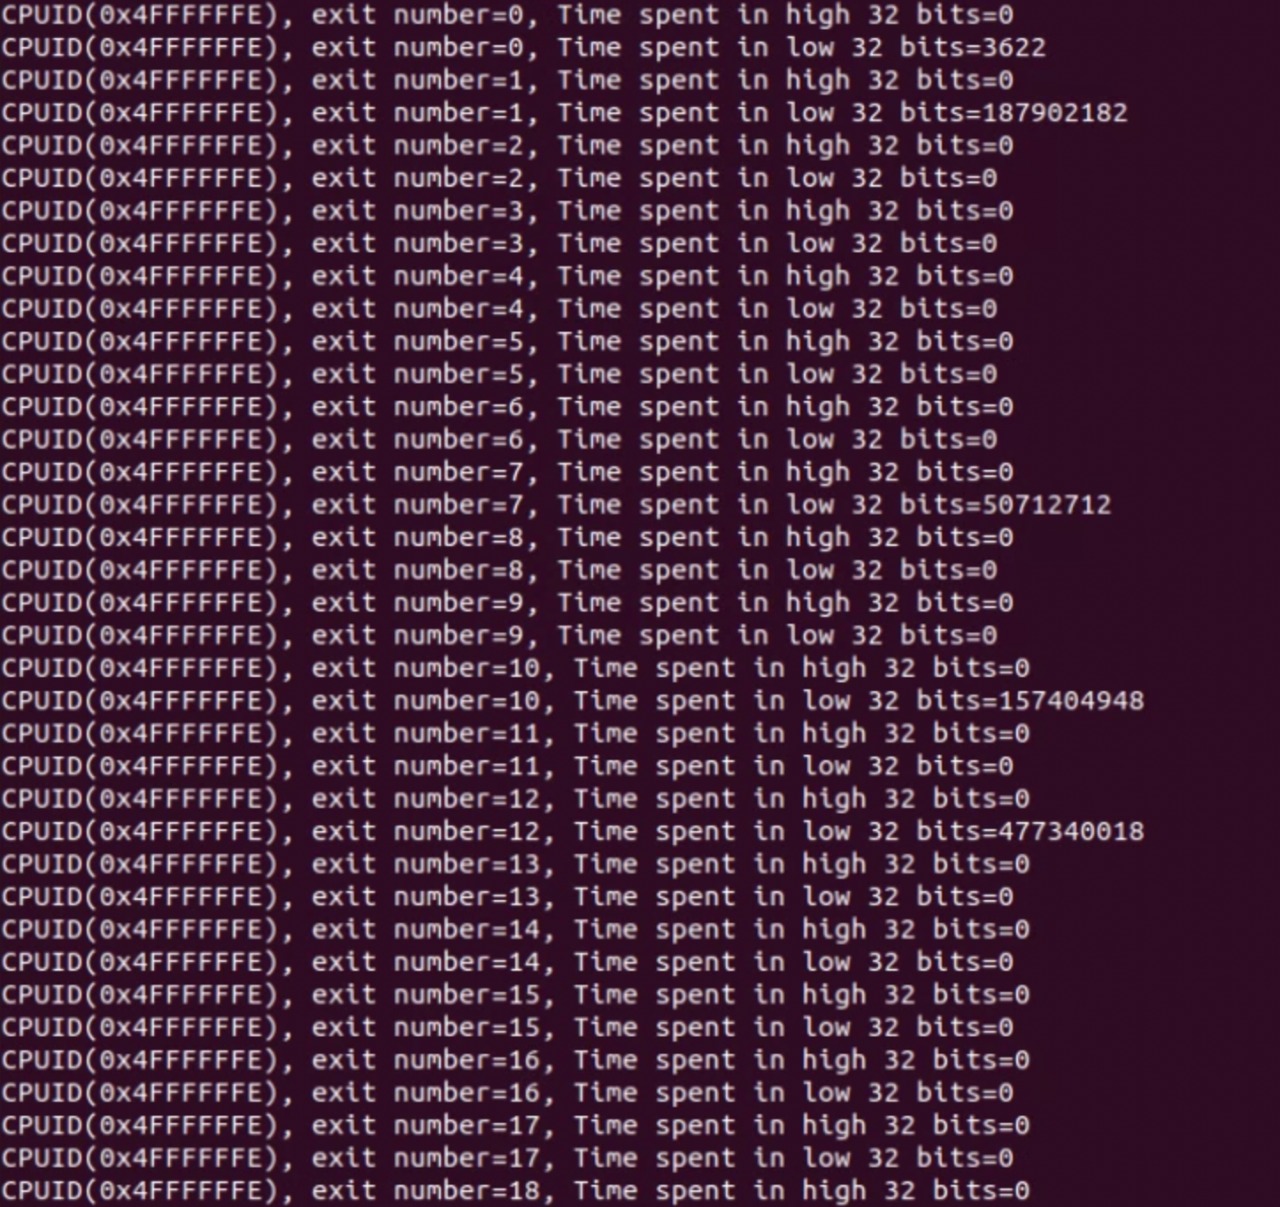 CPUID(0x4FFFFFFE), exit number=0, Time spent in high 32 bits=0
CPUID(0x4FFFFFFE), exit number=0, Time spent in low 32 bits=3622
CPUID(0x4FFFFFFE), exit number=1, Time spent in high 32 bits=0
CPUID(0x4FFFFFFE), exit number=1, Time spent in low 32 bits=187902182
CPUID(0x4FFFFFFE), exit number=2, Time spent in high 32 bits=0
CPUID(0x4FFFFFFE), exit number=2, Time spent in low 32 bits=0
CPUID(0x4FFFFFFE), exit number=3, Time spent in high 32 bits=0
CPUID(0x4FFFFFFE), exit number=3, Time spent in low 32 bits=0
CPUID(0x4FFFFFFE), exit number=4, Time spent in high 32 bits=0
CPUID(0x4FFFFFFE), exit number=4, Time spent in low 32 bits=0
CPUID(0x4FFFFFFE), exit number=5, Time spent in high 32 bits=0
CPUID(0x4FFFFFFE), exit number=5, Time spent in low 32 bits=0
CPUID(0x4FFFFFFE), exit number=6, Time spent in high 32 bits=0
CPUID(0x4FFFFFFE), exit number=6, Time spent in low 32 bits=0
CPUID(0x4FFFFFFE), exit number=7, Time spent in high 32 bits=0
CPUID(0x4FFFFFFE), exit number=7, Time spent in low 32 bits=50712712
CPUID(0x4FFFFFFE), exit number=8, Time spent in high 32 bits=0
CPUID(0x4FFFFFFE), exit number=8, Time spent in low 32 bits=0
CPUID(0x4FFFFFFE), exit number=9, Time spent in high 32 bits=0
CPUID(0x4FFFFFFE), exit number=9, Time spent in low 32 bits=0
CPUID(0x4FFFFFFE), exit number=10, Time spent in high 32 bits=0
CPUID(0x4FFFFFFE), exit number=10, Time spent in low 32 bits=157404948
CPUID(0x4FFFFFFE), exit number=11, Time spent in high 32 bits=0
CPUID(0x4FFFFFFE), exit number=11, Time spent in low 32 bits=0
CPUID(0x4FFFFFFE), exit number=12, Time spent in high 32 bits=0
CPUID(0x4FFFFFFE), exit number=12, Time spent in low 32 bits=477340018
CPUID(0x4FFFFFFE), exit number=13, Time spent in high 32 bits=0
CPUID(0x4FFFFFFE), exit number=13, Time spent in low 32 bits=0
CPUID(0x4FFFFFFE), exit number=14, Time spent in high 32 bits=0
CPUID(0x4FFFFFFE), exit number=14, Time spent in low 32 bits=0
CPUID(0x4FFFFFFE), exit number=15, Time spent in high 32 bits=0
CPUID(0x4FFFFFFE), exit number=15, Time spent in low 32 bits=0
CPUID(0x4FFFFFFE), exit number=16, Time spent in high 32 bits=0
CPUID(0x4FFFFFFE), exit number=16, Time spent in low 32 bits=0
CPUID(0x4FFFFFFE), exit number=17, Time spent in high 32 bits=0
CPUID(0x4FFFFFFE), exit number=17, Time spent in low 32 bits=0
CPUID(0x4FFFFFFE), exit number=18, Time spent in high 32 bits=0